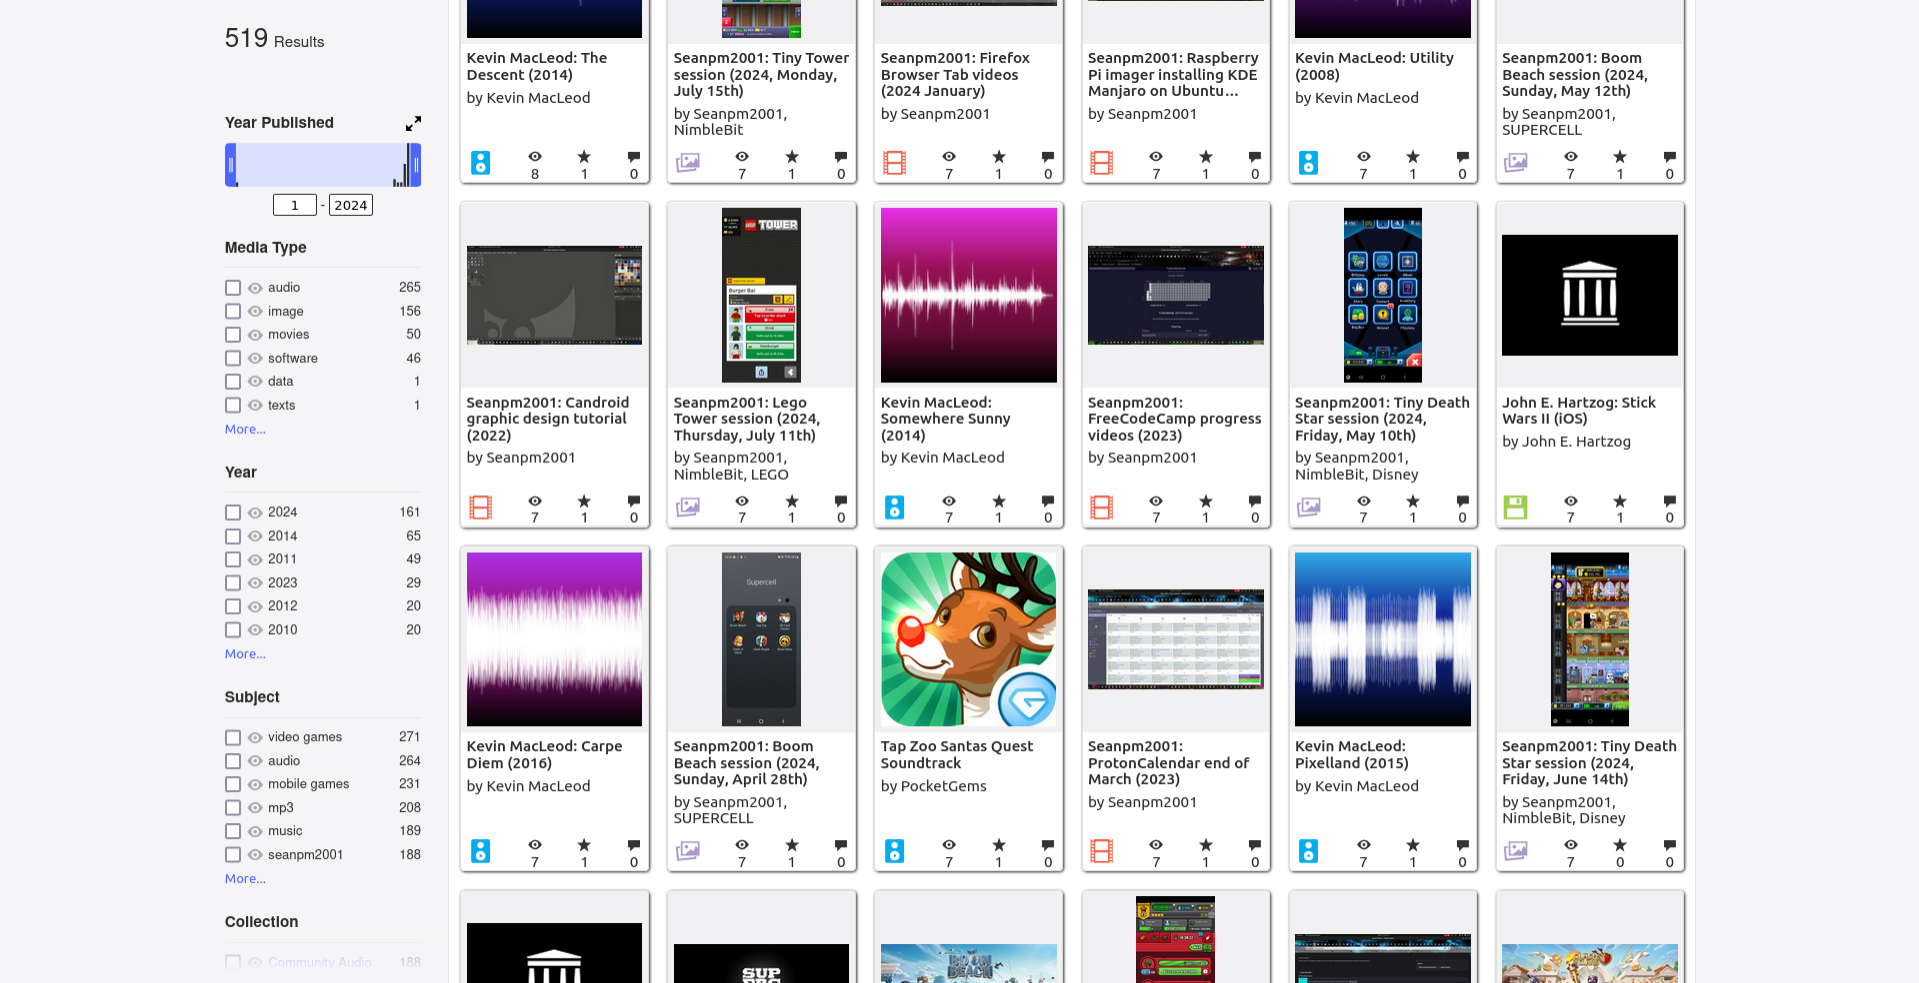 519 Results
Year Published
1 - 2024
Media Type
audio 265
image 156
movies 50
software 46
data 1
texts 1
More...
Year
2024 161
2014 65
2011 49
2023 29
2012 20
2010 20
More...
Subject
video games 271
audio 264
mobile games 231
mp3 208
music 189
seanpm2001 188
More...
Collection
Community Audio 188
Kevin MacLeod: The
Descent (2014)
by Kevin MacLeod
8 1 0
Seanpm2001: Tiny Tower
session (2024, Monday,
July 15th)
by Seanpm2001,
NimbleBit
7 1 0
Seanpm2001: Firefox
Browser Tab videos
(2024 January)
by Seanpm2001
7 1 0
Seanpm2001: Raspberry
Pi imager installing KDE
Manjaro on Ubuntu...
by Seanpm2001
7 1 0
Kevin MacLeod: Utility
(2008)
by Kevin MacLeod
7 1 0
Seanpm2001: Boom
Beach session (2024,
Sunday, May 12th)
by Seanpm2001,
SUPERCELL
7 1 0
Seanpm2001: Candroid
graphic design tutorial
(2022)
by Seanpm2001
7 1 0
LEGO TOWER
Burger Bar
Seanpm2001: Lego
Tower session (2024,
Thursday, July 11th)
by Seanpm2001,
NimbleBit, LEGO
7 1 0
Kevin MacLeod:
Somewhere Sunny
(2014)
by Kevin MacLeod
7 1 0
Seanpm2001:
FreeCodeCamp progress
videos (2023)
by Seanpm2001
7 1 0
Seanpm2001: Tiny Death
Star session (2024,
Friday, May 10th)
by Seanpm2001,
NimbleBit, Disney
7 1 0
John E. Hartzog: Stick
Wars II (iOS)
by John E. Hartzog
7 1 0
Kevin MacLeod: Carpe
Diem (2016)
by Kevin MacLeod
7 1 0
Supercell
Seanpm2001: Boom
Beach session (2024,
Sunday, April 28th)
by Seanpm2001,
SUPERCELL
7 1 0
Tap Zoo Santas Quest
Soundtrack
by PocketGems
7 1 0
Seanpm2001:
ProtonCalendar end of
March (2023)
by Seanpm2001
7 1 0
Kevin MacLeod:
Pixelland (2015)
by Kevin MacLeod
7 1 0
Seanpm2001: Tiny Death
Star session (2024,
Friday, June 14th)
by Seanpm2001,
NimbleBit, Disney
7 0 0
SUP
BOOM
BEACH